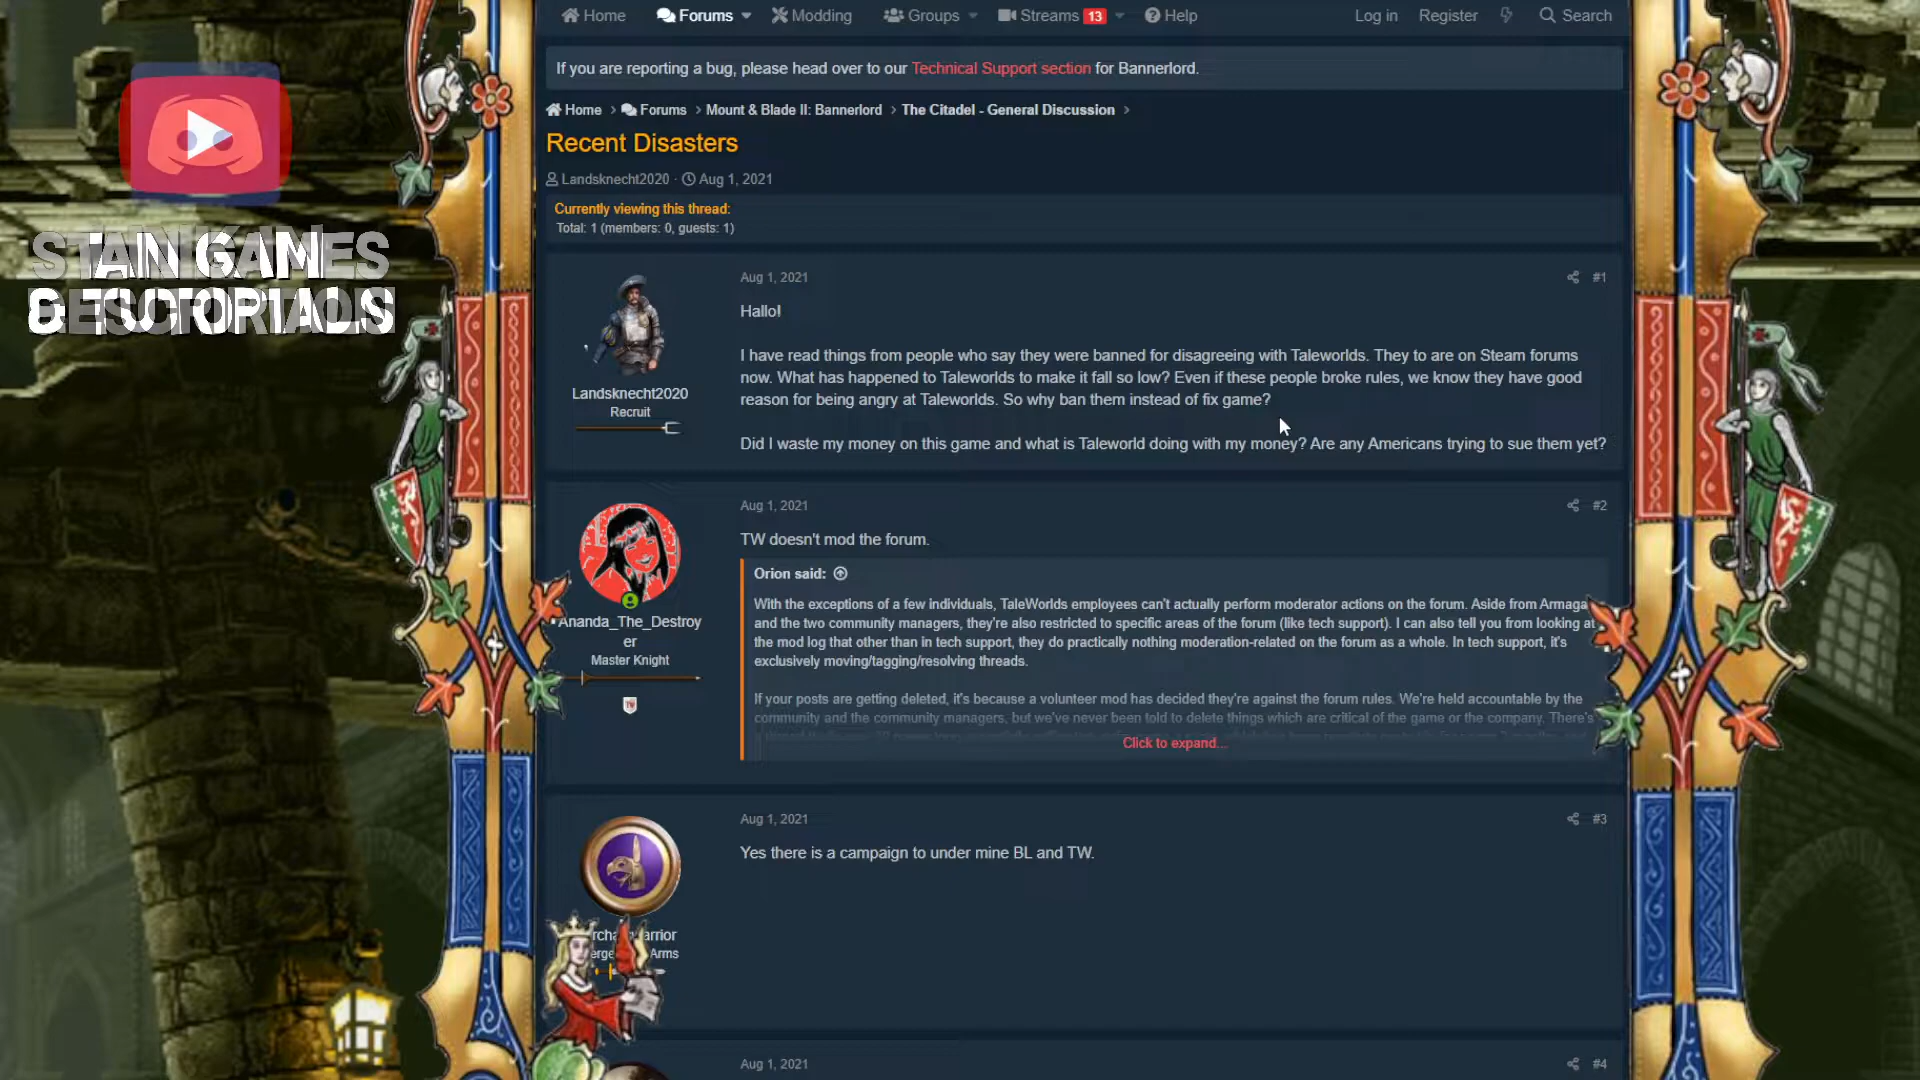 Home
Forums
Modding
Groups
Streams 13
Help
Log in
Register
Search
If you are reporting a bug, please head over to our Technical Support section for Bannerlord.
Home > Forums > Mount & Blade II: Bannerlord > The Citadel - General Discussion >
Recent Disasters
Landsknecht2020 · Aug 1, 2021
Currently viewing this thread:
Total: 1 (members: 0, guests: 1)
Aug 1, 2021
#1
Hallo!
I have read things from people who say they were banned for disagreeing with Taleworlds. They to are on Steam forums
now. What has happened to Taleworlds to make it fall so low? Even if these people broke rules, we know they have good
reason for being angry at Taleworlds. So why ban them instead of fix game?
Did I waste my money on this game and what is Taleworld doing with my money? Are any Americans trying to sue them yet?
Landsknecht2020
Recruit
Aug 1, 2021
#2
TW doesn't mod the forum.
Orion said:
With the exceptions of a few individuals, TaleWorlds employees can't actually perform moderator actions on the forum. Aside from Armaga
and the two community managers, they're also restricted to specific areas of the forum (like tech support). I can also tell you from looking at
the mod log that other than in tech support, they do practically nothing moderation-related on the forum as a whole. In tech support, it's
exclusively moving/tagging/resolving threads.
If your posts are getting deleted, it's because a volunteer mod has decided they're against the forum rules. We're held accountable by the
community and the community managers, but we've never been told to delete things which are critical of the game or the company. There's
Click to expand...
Ananda_The_Destroy
er
Master Knight
TW
Aug 1, 2021
#3
Yes there is a campaign to under mine BL and TW.
Arms
Aug 1, 2021
#4